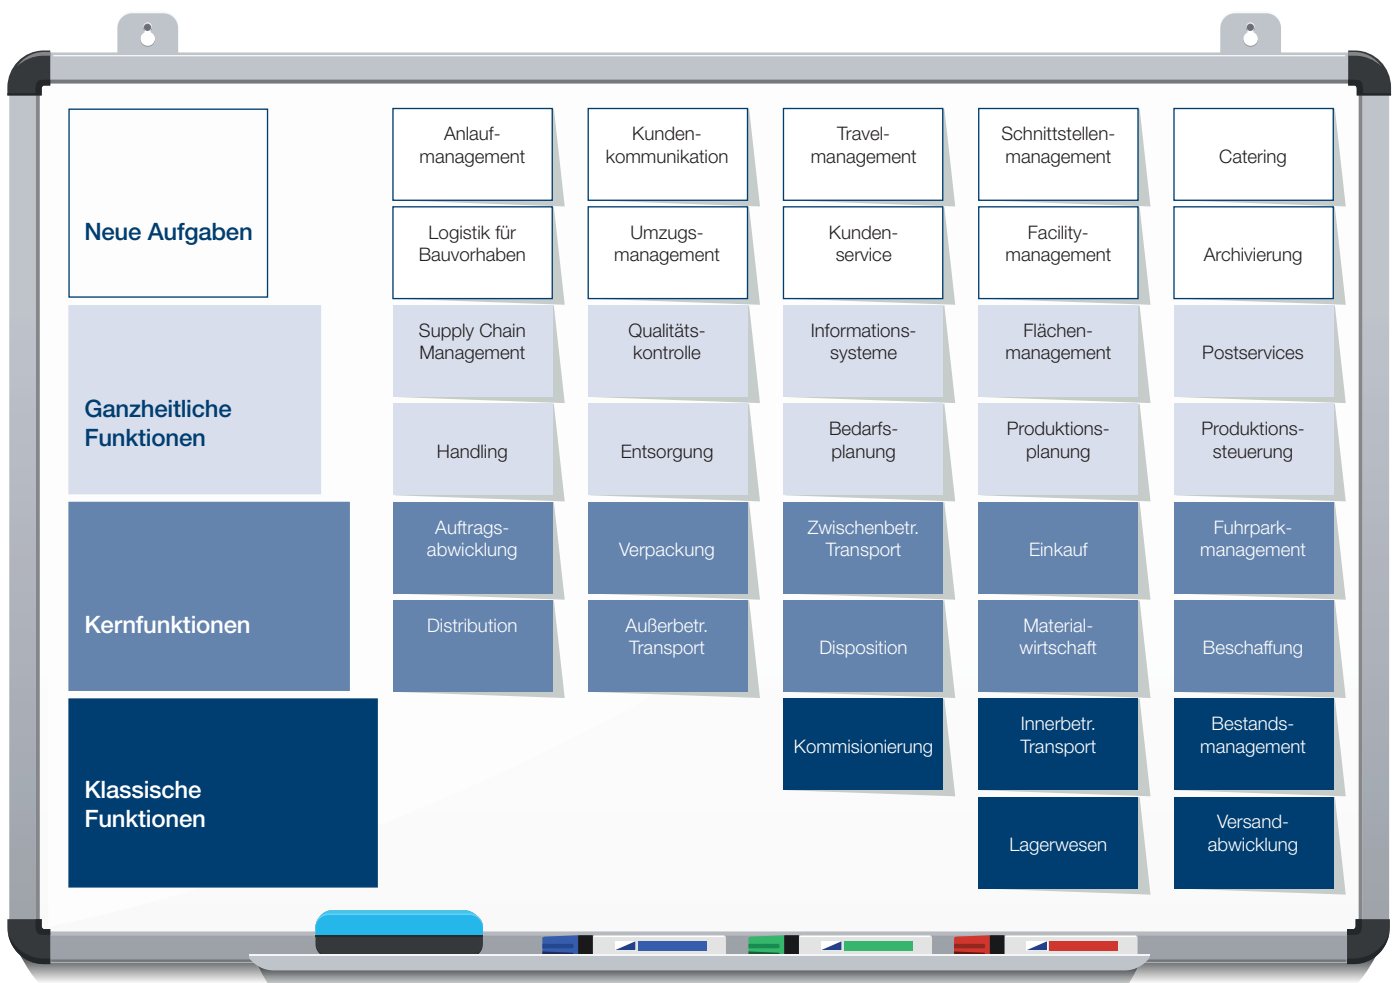 Neue Aufgaben
Anlauf-
management
Kunden-
kommunikation
Travel-
management
Schnittstellen-
management
Catering
Logistik für
Bauvorhaben
Umzugs-
management
Kunden-
service
Facility-
management
Archivierung
Ganzheitliche
Funktionen
Supply Chain
Management
Qualitäts-
kontrolle
Informations-
systeme
Flächen-
management
Postservices
Handling
Entsorgung
Bedarfs-
planung
Produktions-
planung
Produktions-
steuerung
Kernfunktionen
Auftrags-
abwicklung
Verpackung
Zwischenbetr.
Transport
Einkauf
Fuhrpark-
management
Distribution
Außerbetr.
Transport
Disposition
Material-
wirtschaft
Beschaffung
Klassische
Funktionen
Kommisionierung
Innerbetr.
Transport
Bestands-
management
Lagerwesen
Versand-
abwicklung